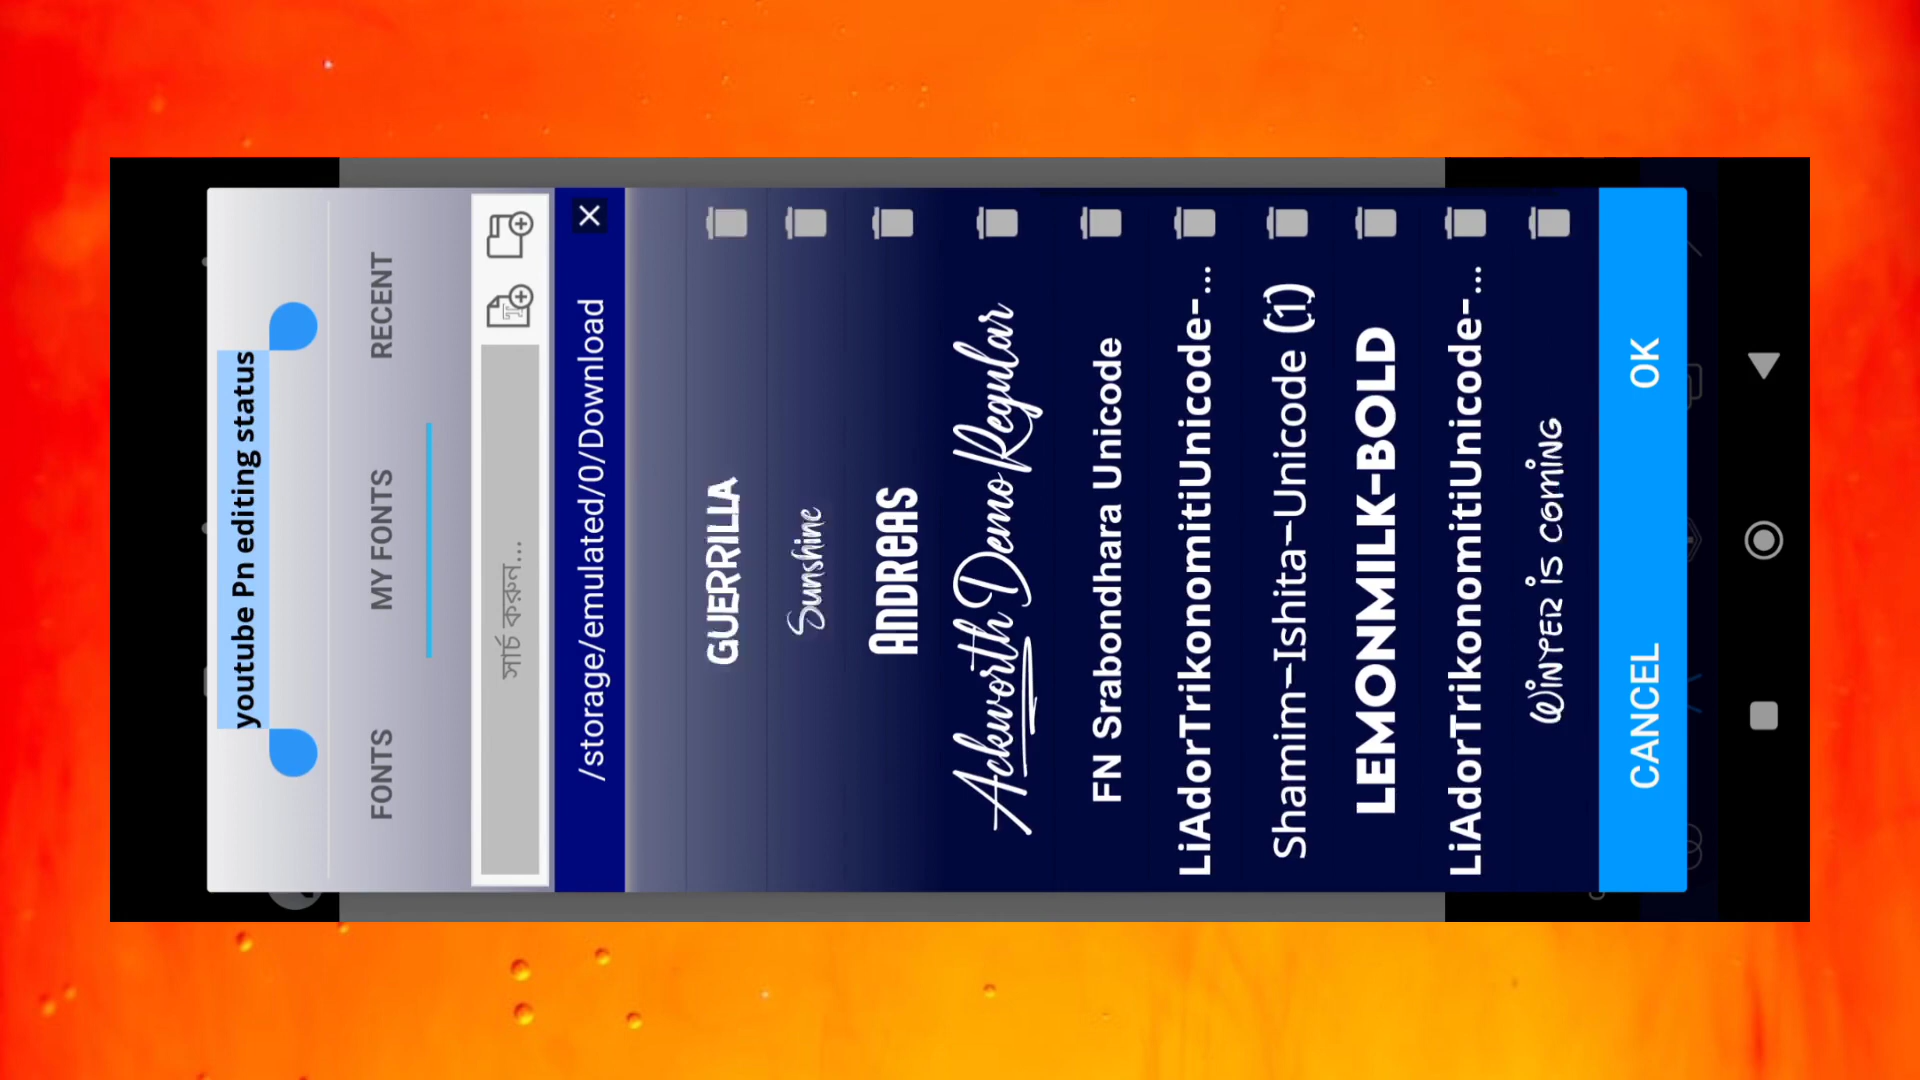 youtube Pn editing status
FONTS
MY FONTS
RECENT
সার্চ করুন...
/storage/emulated/0/Download
GUERRILLA
Sunshine
ANDREAS
Ackworth Demo Regular
FN Srabondhara Unicode
LiAdorTrikonomitiUnicode-...
Shamim-Ishita-Unicode (1)
LEMONMILK-BOLD
LiAdorTrikonomitiUnicode-...
WINTER IS COMING
CANCEL
OK